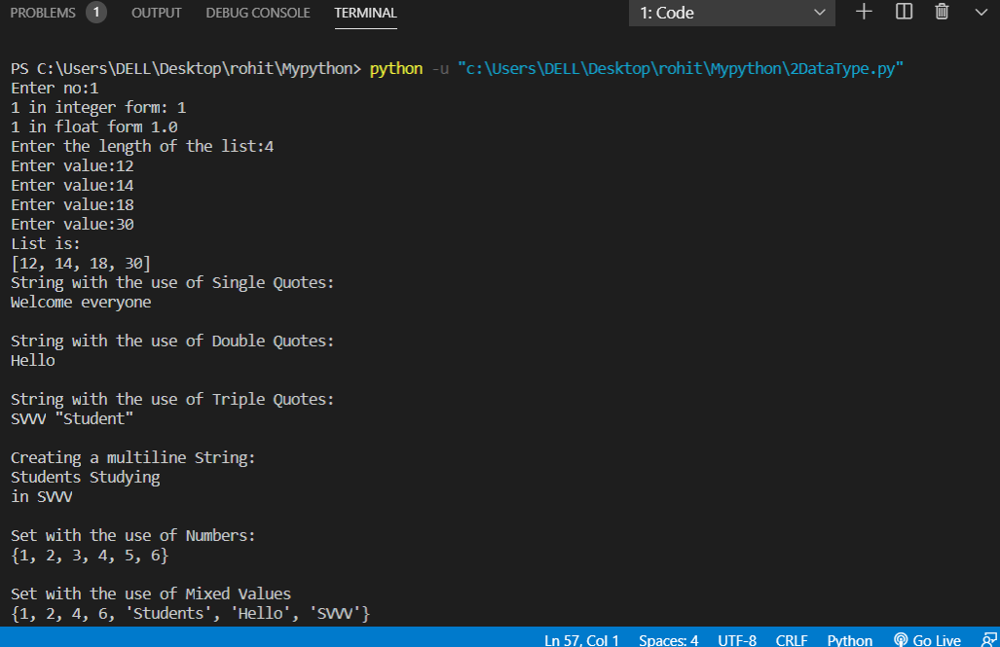 PROBLEMS 1 OUTPUT DEBUG CONSOLE TERMINAL 1: Code
PS C:\Users\DELL\Desktop\rohit\Mypython> python -u "c:\Users\DELL\Desktop\rohit\Mypython\2DataType.py"
Enter no:1
1 in integer form: 1
1 in float form 1.0
Enter the length of the list:4
Enter value:12
Enter value:14
Enter value:18
Enter value:30
List is:
[12, 14, 18, 30]
String with the use of Single Quotes:
Welcome everyone
String with the use of Double Quotes:
Hello
String with the use of Triple Quotes:
SVVV "Student"
Creating a multiline String:
Students Studying
in SVVV
Set with the use of Numbers:
{1, 2, 3, 4, 5, 6}
Set with the use of Mixed Values
{1, 2, 4, 6, 'Students', 'Hello', 'SVVV'}
Ln 57, Col 1 Spaces: 4 UTF-8 CRLF Python Go Live